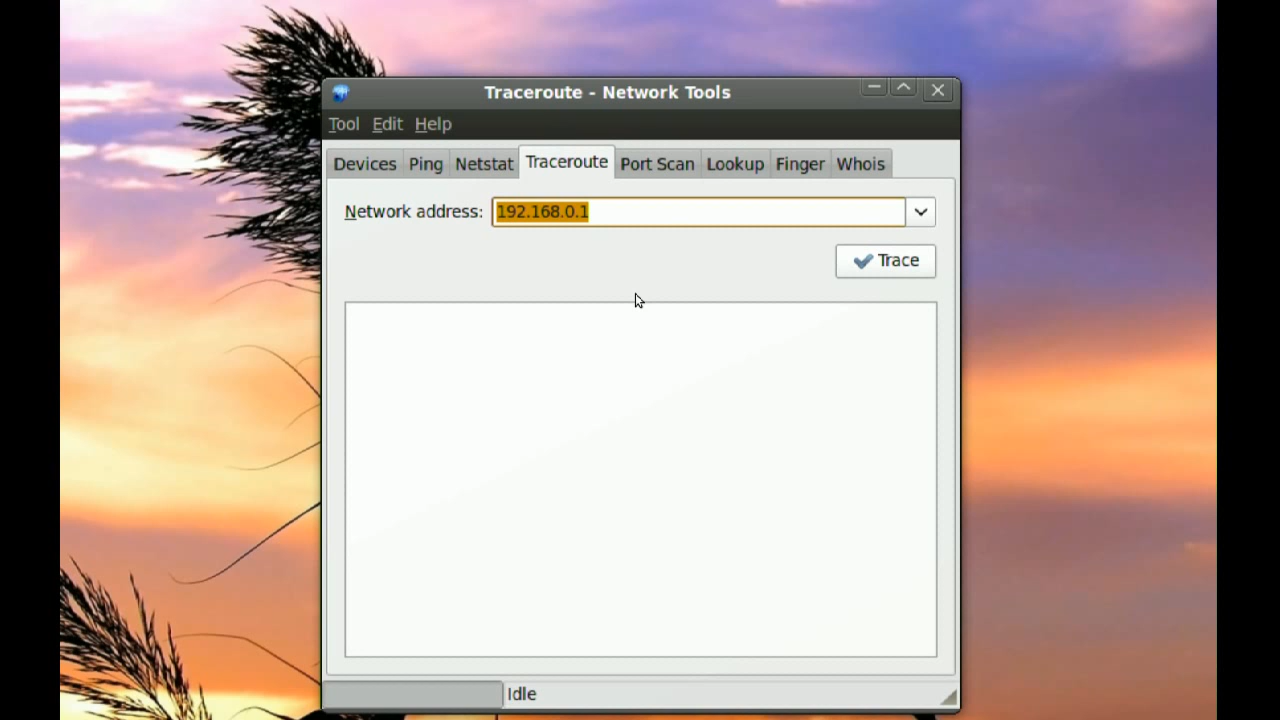 Traceroute - Network Tools
Tool Edit Help
Devices Ping Netstat Traceroute Port Scan Lookup Finger Whois
Network address: 192.168.0.1
Trace
Idle